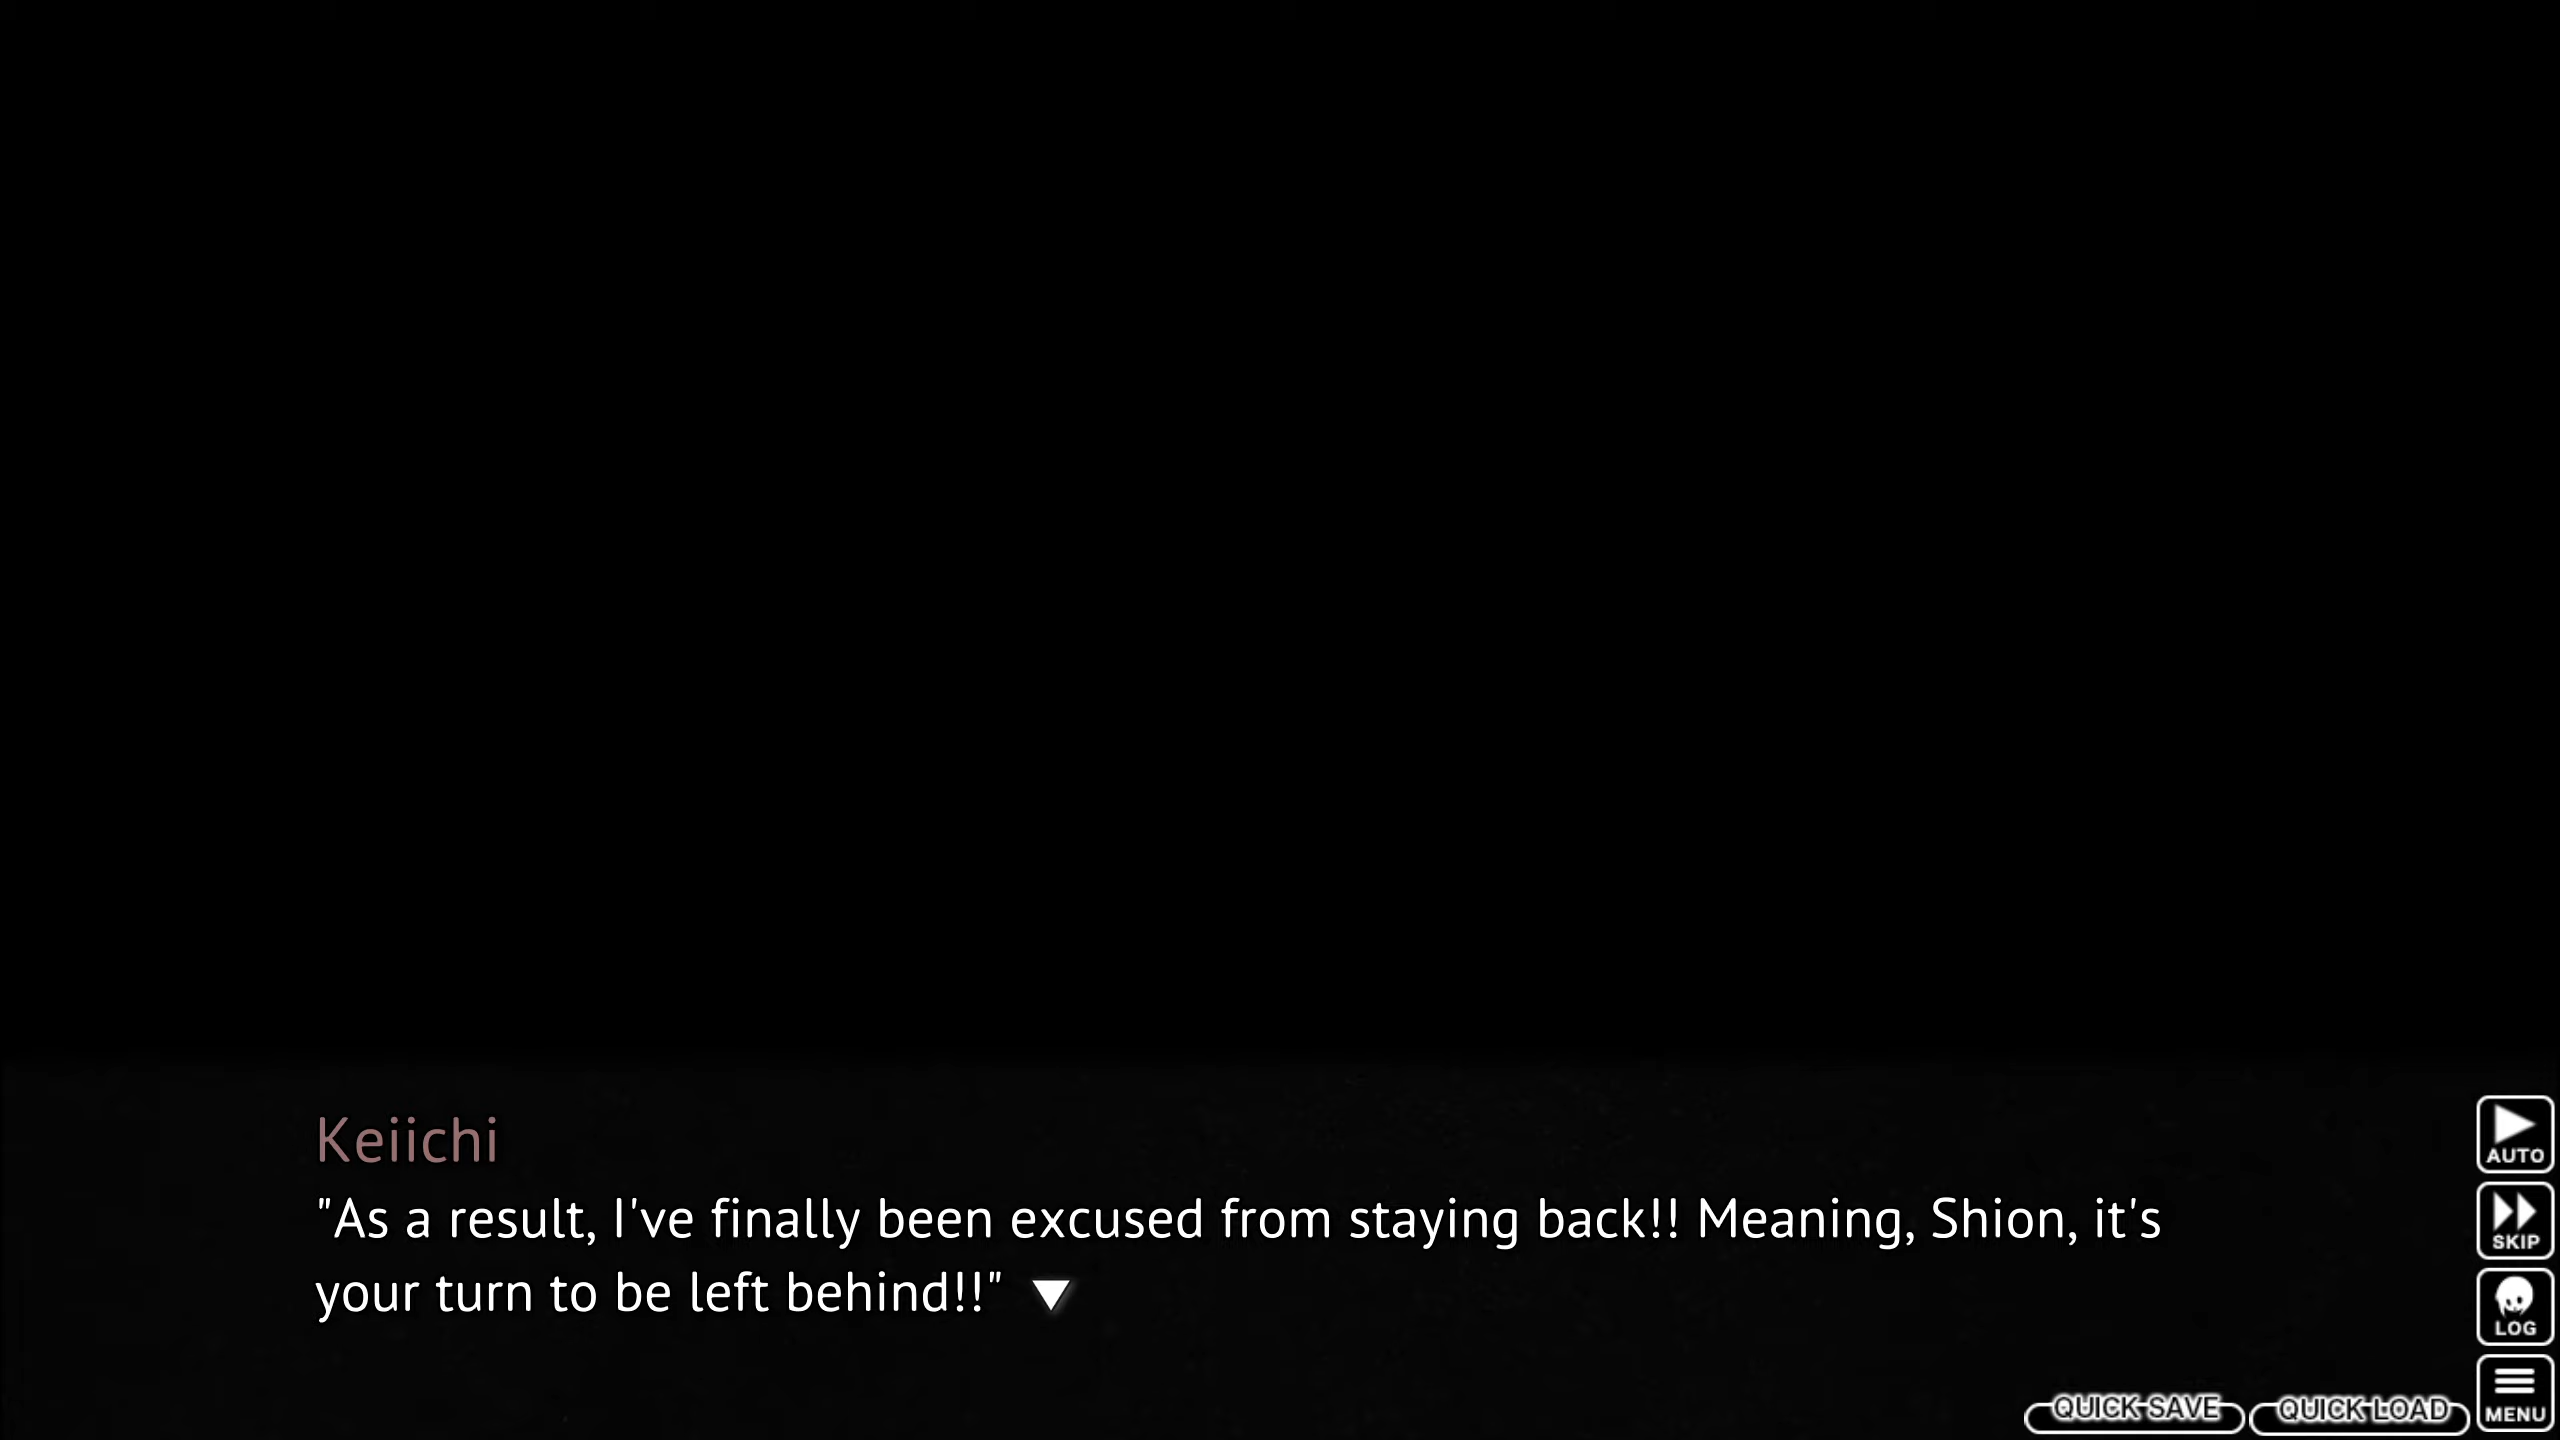 Keiichi
"As a result, I've finally been excused from staying back!! Meaning, Shion, it's
your turn to be left behind!!"
AUTO
SKIP
LOG
MENU
QUICK SAVE
QUICK LOAD